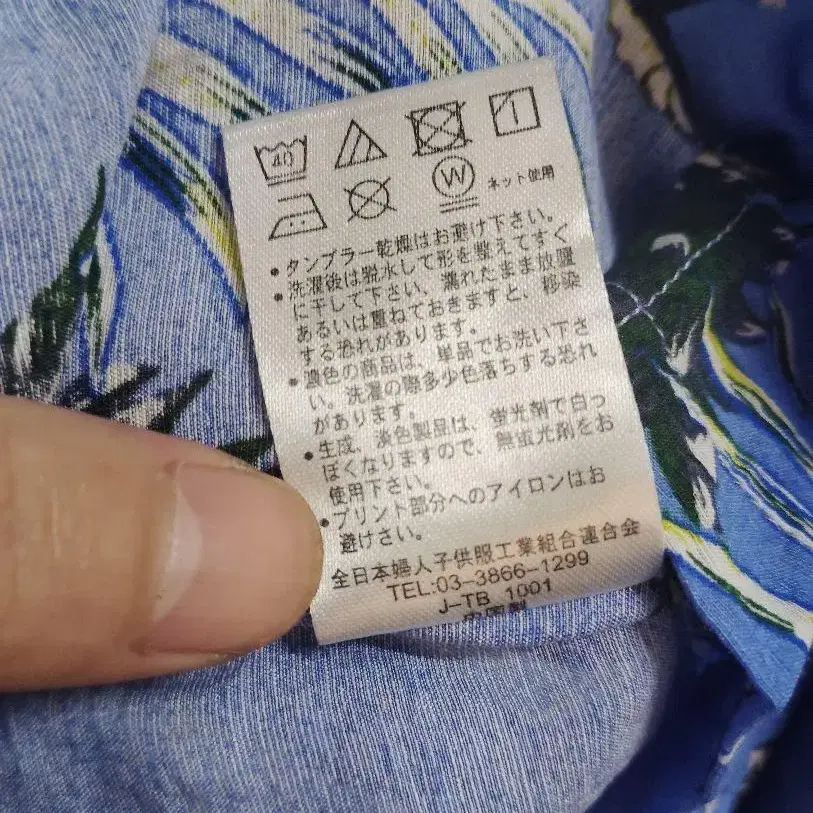 40
W ネット使用
●タンブラー乾燥はお避け下さい。
●洗濯後は脱水して形を整えてすぐ
に干して下さい、濡れたまま放置
あるいは重ねておきますと、移染
する恐れがあります。
●濃色の商品は、単品でお洗い下さ
い。洗濯の際多少色落ちする恐れ
があります。
●生成、淡色製品は、蛍光剤で白っ
ぽくなりますので、無蛍光剤をお
使用下さい。
●プリント部分へのアイロンはお
避けさい。
全日本婦人子供服工業組合連合会
TEL:03-3866-1299
J-TB 1001
中国製